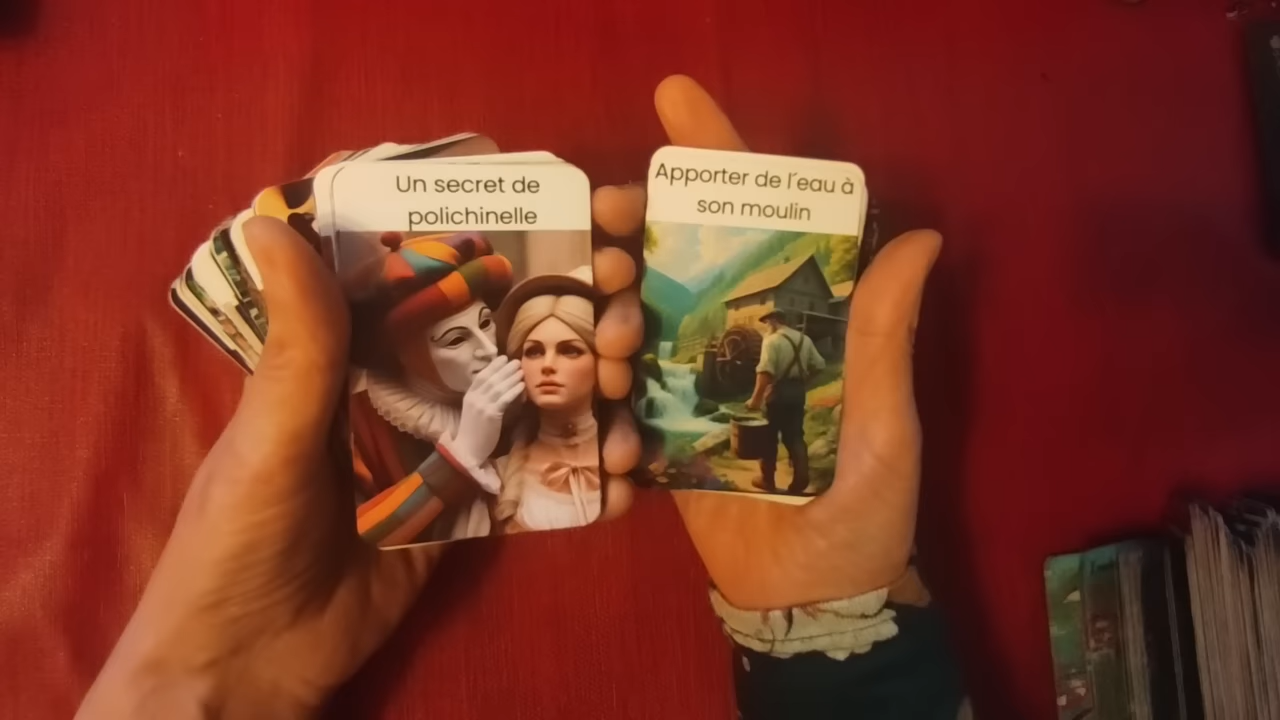 Un secret de
polichinelle
Apporter de l´eau à
son moulin